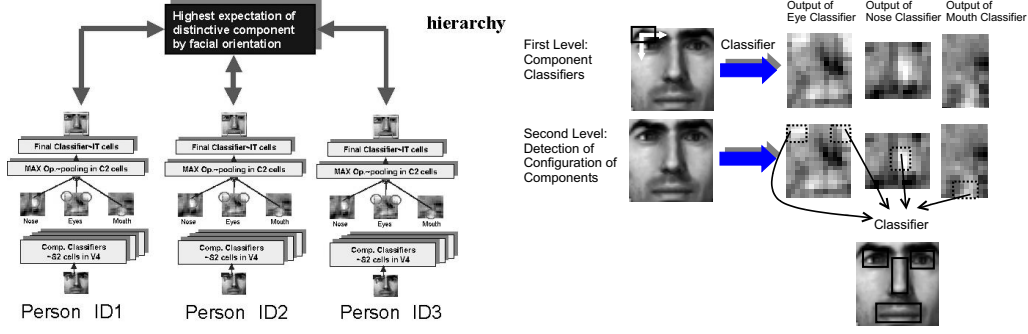 Highest expectation of
distinctive component
by facial orientation
hierarchy
Final Classifier~IT cells
MAX Op.~pooling in C2 cells
Nose Eyes Mouth
Comp. Classifiers
~S2 cells in V4
Person ID1
Final Classifier~IT cells
MAX Op.~pooling in C2 cells
Nose Eyes Mouth
Comp. Classifiers
~S2 cells in V4
Person ID2
Final Classifier~IT cells
MAX Op.~pooling in C2 cells
Nose Eyes Mouth
Comp. Classifiers
~S2 cells in V4
Person ID3
Output of
Eye Classifier
Output of
Nose Classifier
Output of
Mouth Classifier
First Level:
Component
Classifiers
Classifier
Second Level:
Detection of
Configuration of
Components
Classifier